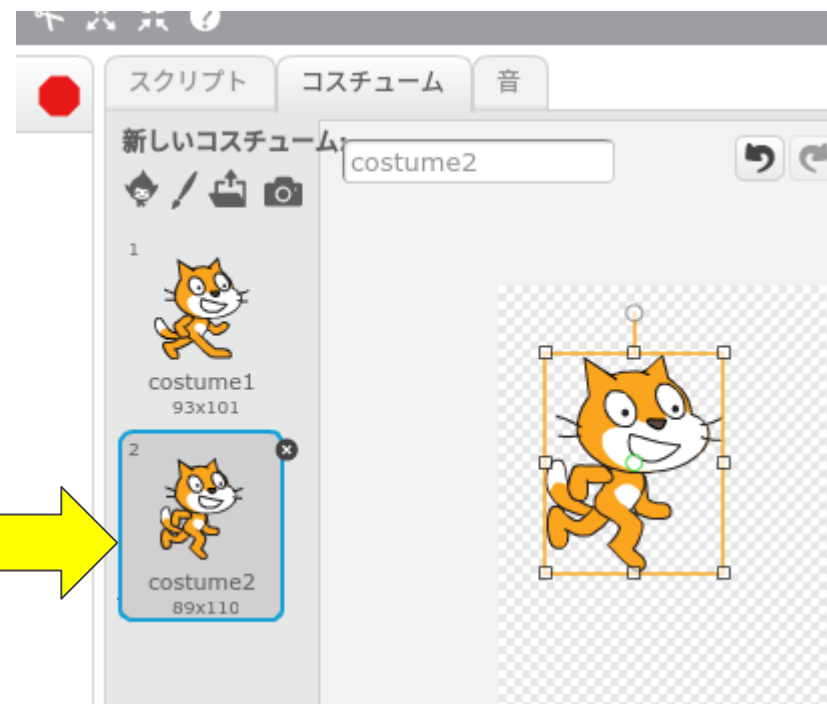 スクリプト
コスチューム
音
新しいコスチューム:
costume2
1
costume1
93x101
2
costume2
89x110